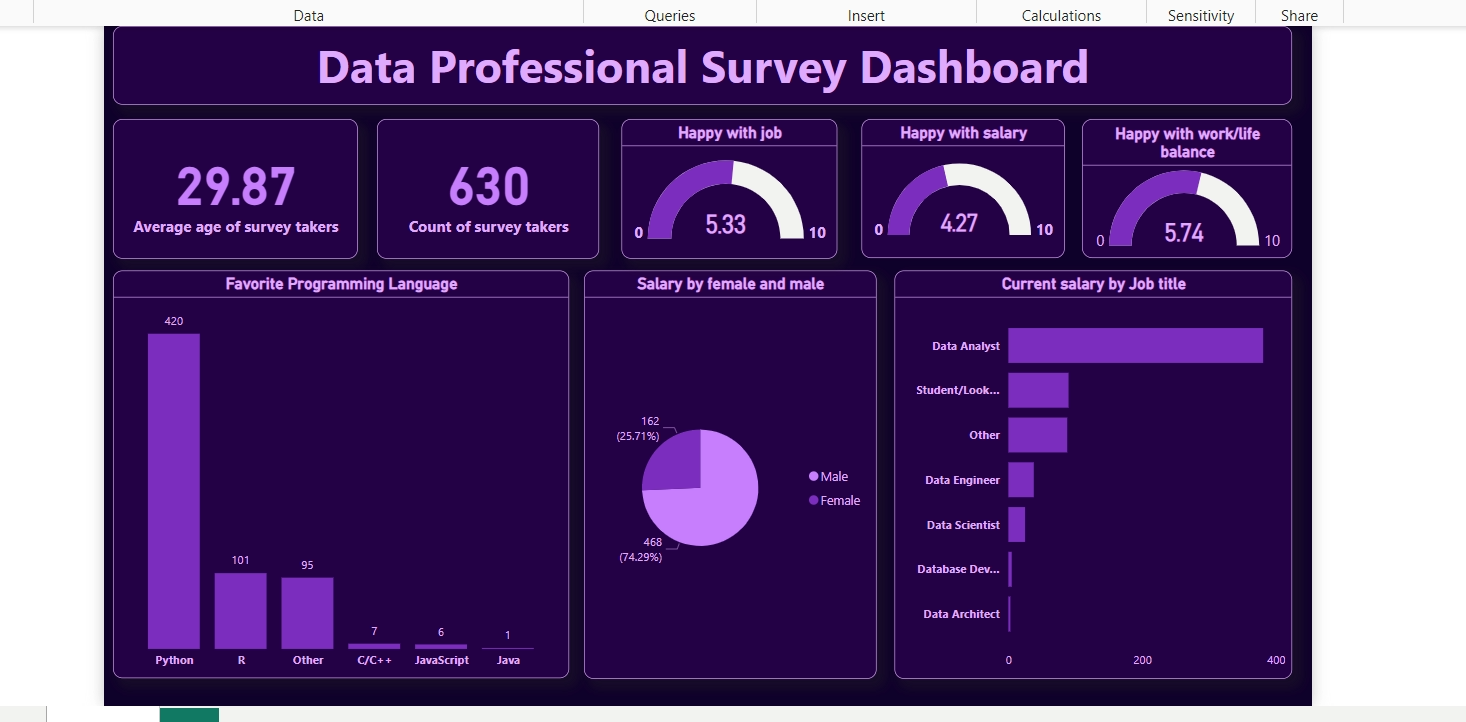 Data
Queries
Insert
Calculations
Sensitivity
Share
Data Professional Survey Dashboard
29.87
Average age of survey takers
630
Count of survey takers
Happy with job
0
5.33
10
Happy with salary
0
4.27
10
Happy with work/life
balance
0
5.74
10
Favorite Programming Language
420
101
95
7
6
1
Python
R
Other
C/C++
JavaScript
Java
Salary by female and male
162
(25.71%)
468
(74.29%)
Male
Female
Current salary by Job title
Data Analyst
Student/Look...
Other
Data Engineer
Data Scientist
Database Dev...
Data Architect
0
200
400